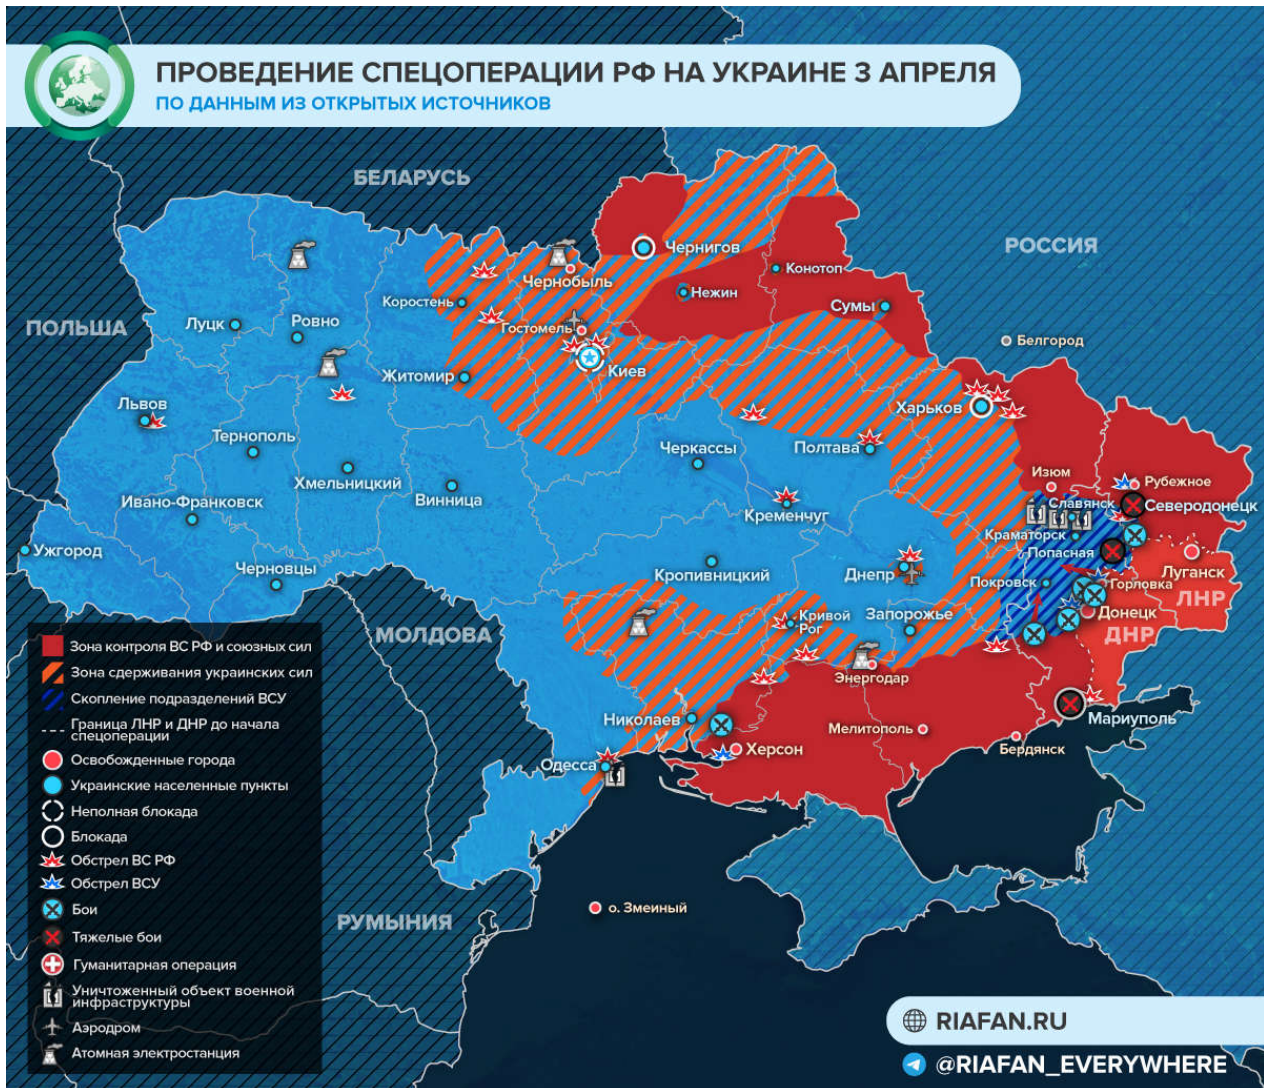 ПРОВЕДЕНИЕ СПЕЦОПЕРАЦИИ РФ НА УКРАИНЕ 3 АПРЕЛЯ
ПО ДАННЫМ ИЗ ОТКРЫТЫХ ИСТОЧНИКОВ
БЕЛАРУСЬ
РОССИЯ
ПОЛЬША
Чернигов
Конотоп
Чернобыль
Нежин
Коростень
Сумы
Луцк
Ровно
Гостомель
Белгород
Киев
Житомир
Львов
Харьков
Тернополь
Черкассы
Полтава
Изюм
Рубежное
Хмельницкий
Винница
Ивано-Франковск
Кременчуг
Славянск
Северодонецк
Краматорск
Ужгород
Попасная
Черновцы
Кропивницкий
Днепр
Луганск
Покровск
Горловка
ЛНР
Кривой
Рог
Запорожье
Донецк
МОЛДОВА
ДНР
Энергодар
Николаев
Мариуполь
Мелитополь
Херсон
Бердянск
Одесса
о. Змеиный
РУМЫНИЯ
Зона контроля ВС РФ и союзных сил
Зона сдерживания украинских сил
Скопление подразделений ВСУ
Граница ЛНР и ДНР до начала
спецоперации
Освобожденные города
Украинские населенные пункты
Неполная блокада
Блокада
Обстрел ВС РФ
Обстрел ВСУ
Бои
Тяжелые бои
Гуманитарная операция
Уничтоженный объект военной
инфраструктуры
Аэродром
Атомная электростанция
RIAFAN.RU
@RIAFAN_EVERYWHERE